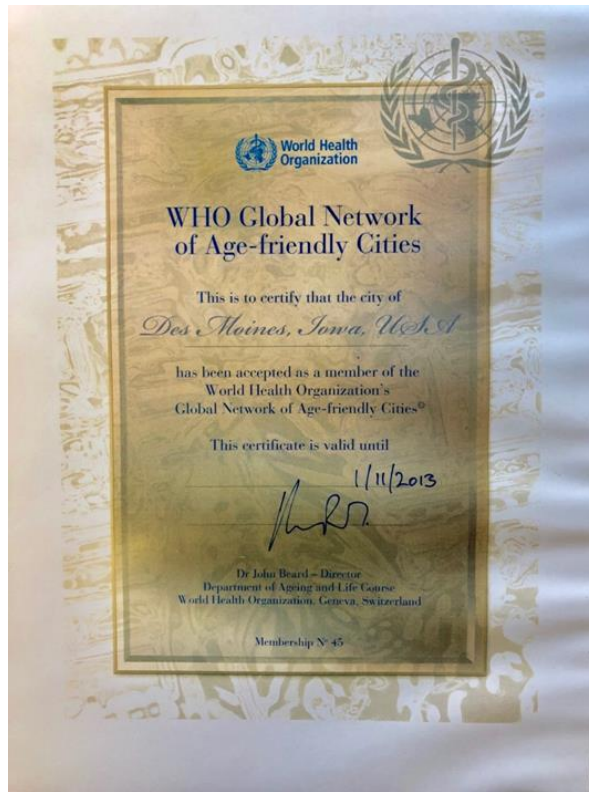 World Health
Organization
WHO Global Network
of Age-friendly Cities
This is to certify that the city of
Des Moines, Iowa, USA
has been accepted as a member of the
World Health Organization's
Global Network of Age-friendly Cities©
This certificate is valid until
1/11/2013
Dr John Beard – Director
Department of Ageing and Life Course
World Health Organization, Geneva, Switzerland
Membership Nº 45